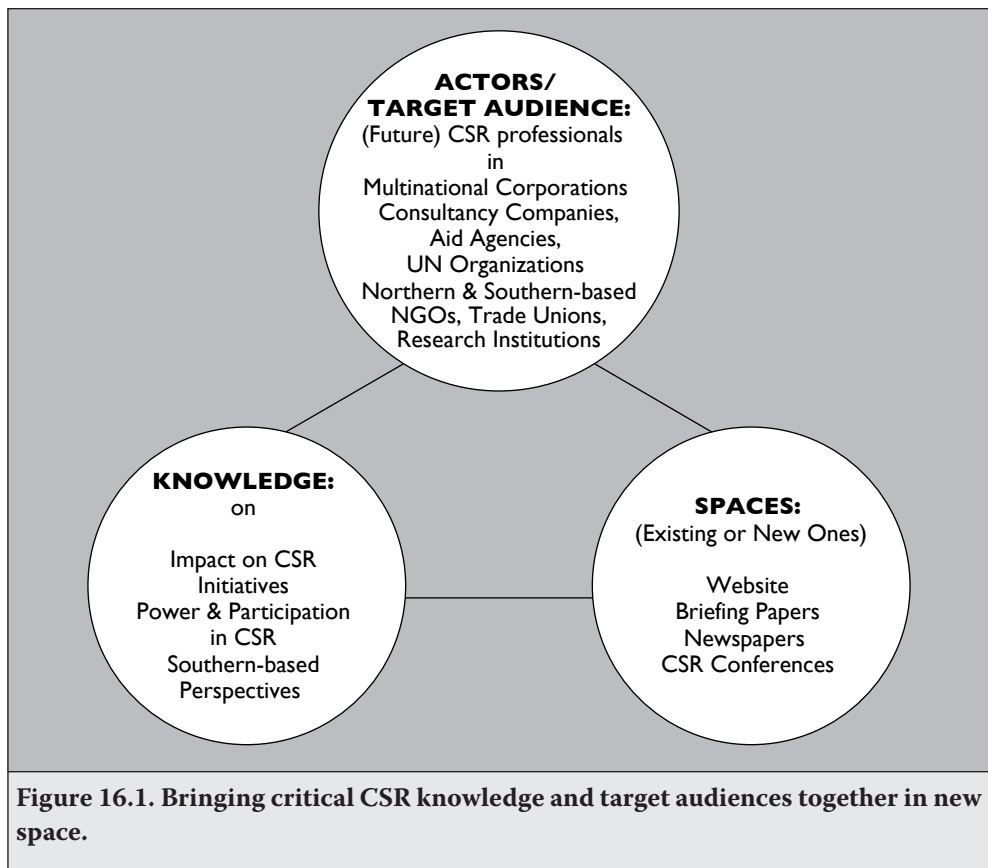 ACTORS/
TARGET AUDIENCE:
(Future) CSR professionals
in
Multinational Corporations
Consultancy Companies,
Aid Agencies,
UN Organizations
Northern & Southern-based
NGOs, Trade Unions,
Research Institutions
KNOWLEDGE:
on
Impact on CSR
Initiatives
Power & Participation
in CSR
Southern-based
Perspectives
SPACES:
(Existing or New Ones)
Website
Briefing Papers
Newspapers
CSR Conferences
Figure 16.1. Bringing critical CSR knowledge and target audiences together in new
space.